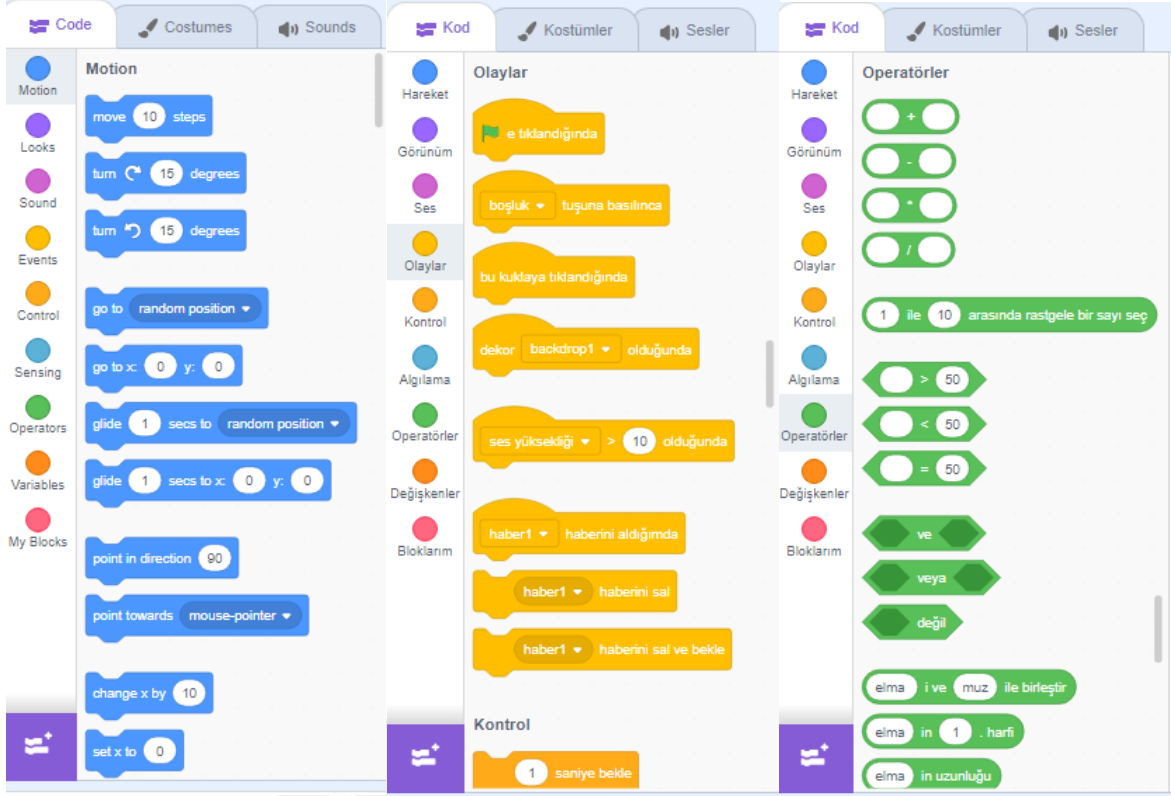 Code Costumes Sounds
Motion
Looks
Sound
Events
Control
Sensing
Operators
Variables
My Blocks
Motion
move 10 steps
turn 15 degrees
turn 15 degrees
go to random position
go to x: 0 y: 0
glide 1 secs to random position
glide 1 secs to x: 0 y: 0
point in direction 90
point towards mouse-pointer
change x by 10
set x to 0
Kod Kostümler Sesler
Hareket
Görünüm
Ses
Olaylar
Kontrol
Algılama
Operatörler
Değişkenler
Bloklarım
Olaylar
e tıklandığında
boşluk tuşuna basılınca
bu kuklaya tıklandığında
dekor backdrop1 olduğunda
ses yüksekliği > 10 olduğunda
haber1 haberini aldığımda
haber1 haberini sal
haber1 haberini sal ve bekle
Kontrol
1 saniye bekle
Kod Kostümler Sesler
Hareket
Görünüm
Ses
Olaylar
Kontrol
Algılama
Operatörler
Değişkenler
Bloklarım
Operatörler
+
-
*
/
1 ile 10 arasında rastgele bir sayı seç
> 50
< 50
= 50
ve
veya
değil
elma i ve muz ile birleştir
elma in 1 . harfi
elma in uzunluğu